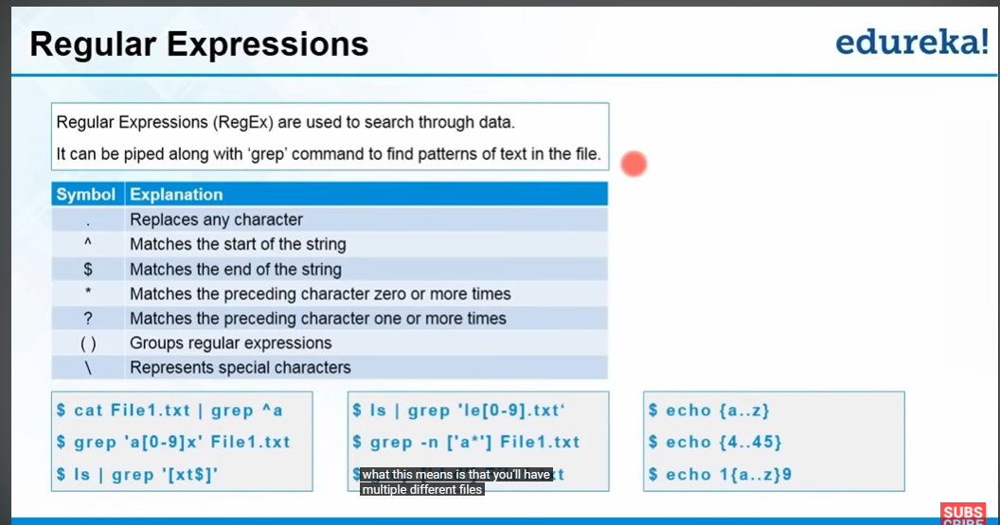 Regular Expressions
edureka!
Regular Expressions (RegEx) are used to search through data.
It can be piped along with ‘grep’ command to find patterns of text in the file.
Symbol Explanation
. Replaces any character
^ Matches the start of the string
$ Matches the end of the string
* Matches the preceding character zero or more times
? Matches the preceding character one or more times
( ) Groups regular expressions
\ Represents special characters
$ cat File1.txt | grep ^a
$ grep 'a[0-9]x' File1.txt
$ ls | grep '[xt$]'
$ ls | grep 'le[0-9].txt‘
$ grep -n ['a*'] File1.txt
$
what this means is that you'll have
multiple different files
$ echo {a..z}
$ echo {4..45}
$ echo 1{a..z}9
SUBS
CRIBE